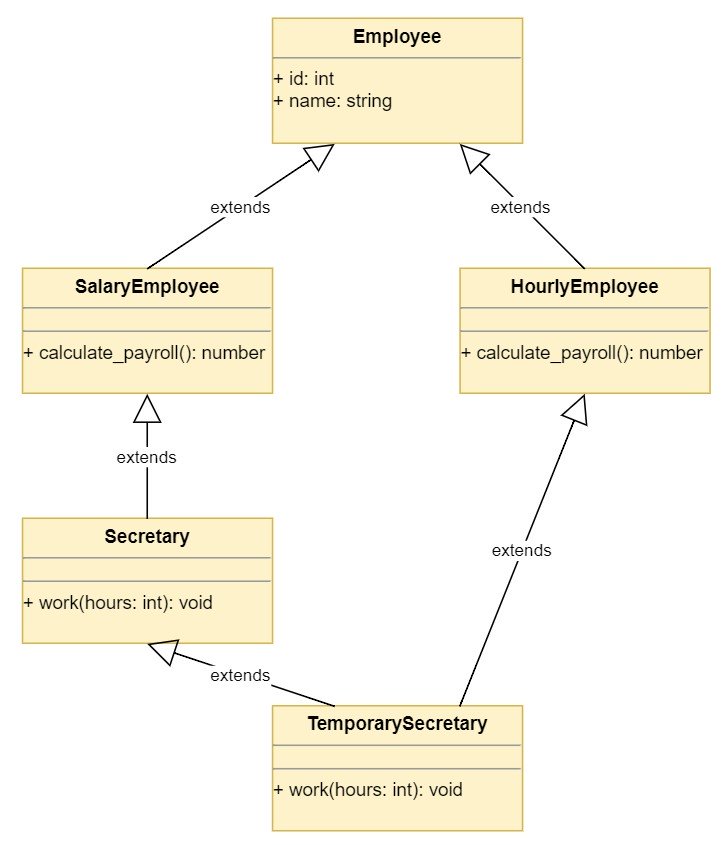 Employee
+ id: int
+ name: string
extends
extends
SalaryEmployee
+ calculate_payroll(): number
HourlyEmployee
+ calculate_payroll(): number
extends
Secretary
+ work(hours: int): void
extends
extends
TemporarySecretary
+ work(hours: int): void